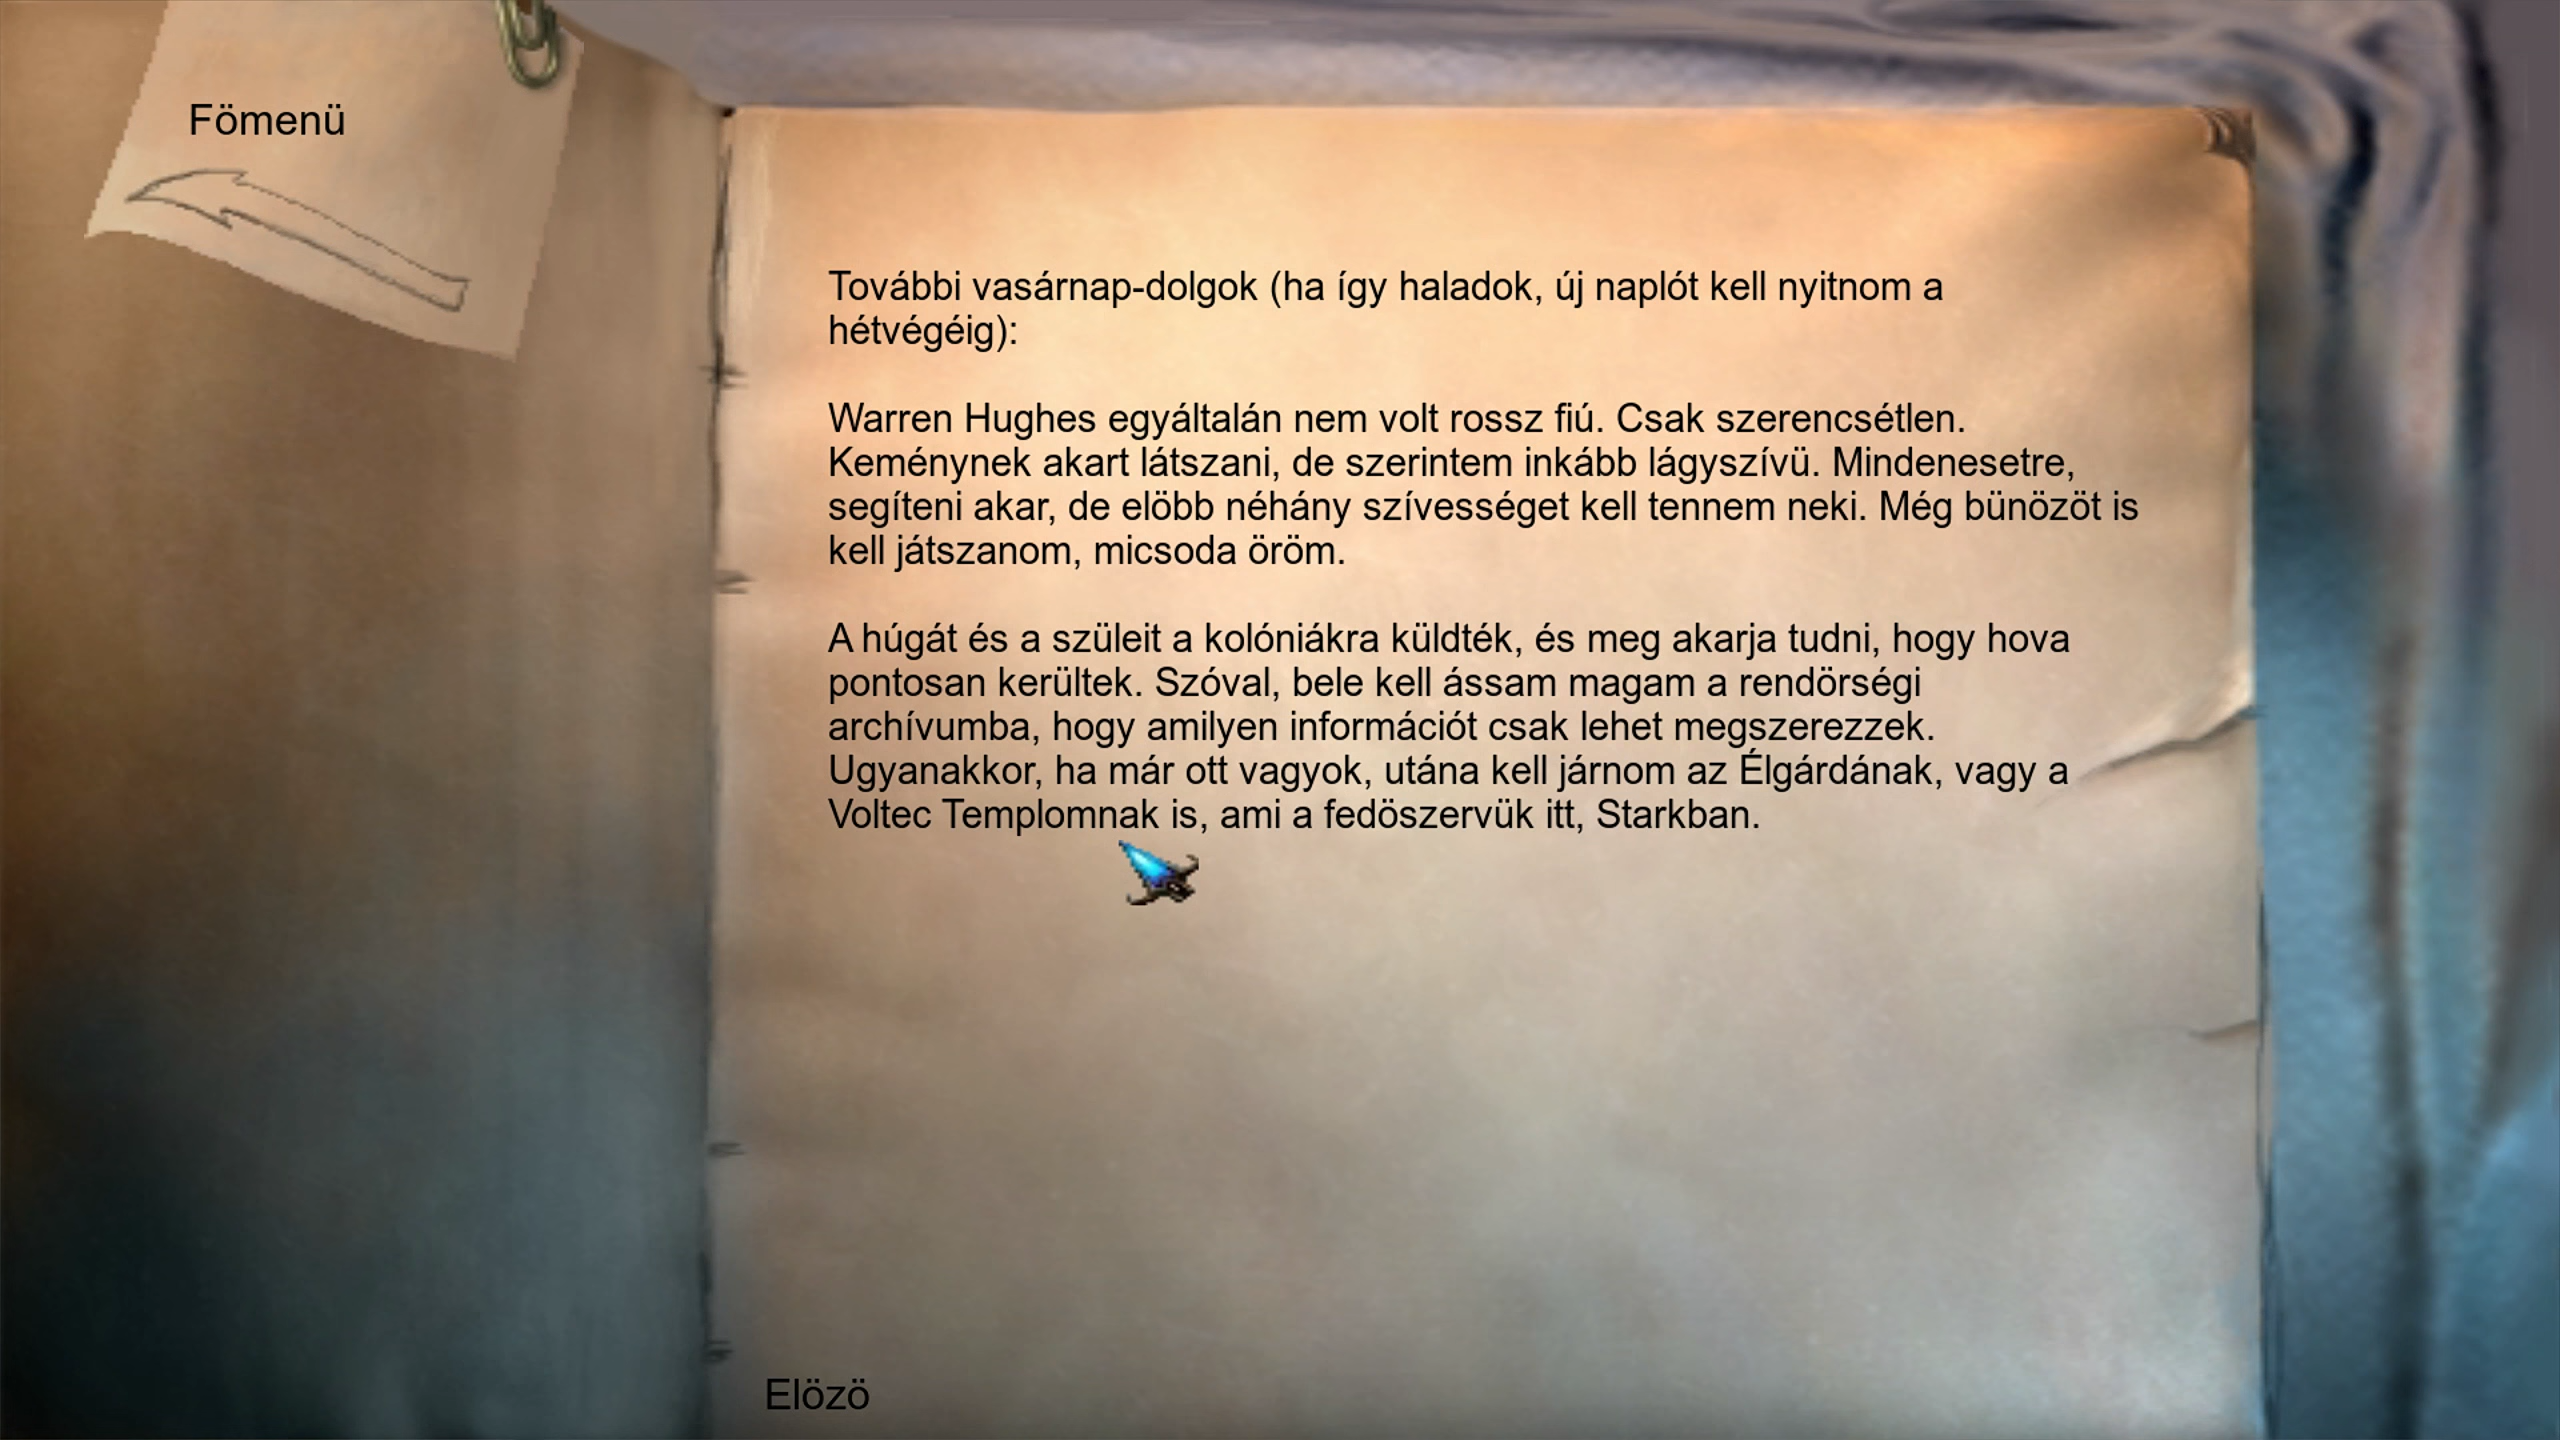 Fömenü
További vasárnap-dolgok (ha így haladok, új naplót kell nyitnom a
hétvégéig):
Warren Hughes egyáltalán nem volt rossz fiú. Csak szerencsétlen.
Keménynek akart látszani, de szerintem inkább lágyszívü. Mindenesetre,
segíteni akar, de elöbb néhány szívességet kell tennem neki. Még bünözöt is
kell játszanom, micsoda öröm.
A húgát és a szüleit a kolóniákra küldték, és meg akarja tudni, hogy hova
pontosan kerültek. Szóval, bele kell ássam magam a rendörségi
archívumba, hogy amilyen információt csak lehet megszerezzek.
Ugyanakkor, ha már ott vagyok, utána kell járnom az Élgárdának, vagy a
Voltec Templomnak is, ami a fedöszervük itt, Starkban.
Elözö